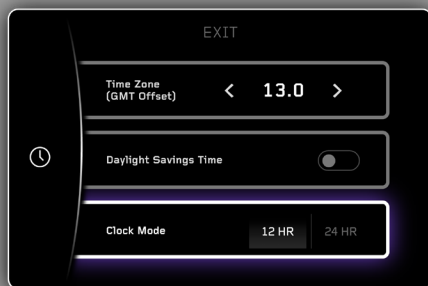 EXIT
Time Zone
(GMT Offset)
< 13.0 >
Daylight Savings Time
Clock Mode
12 HR
24 HR